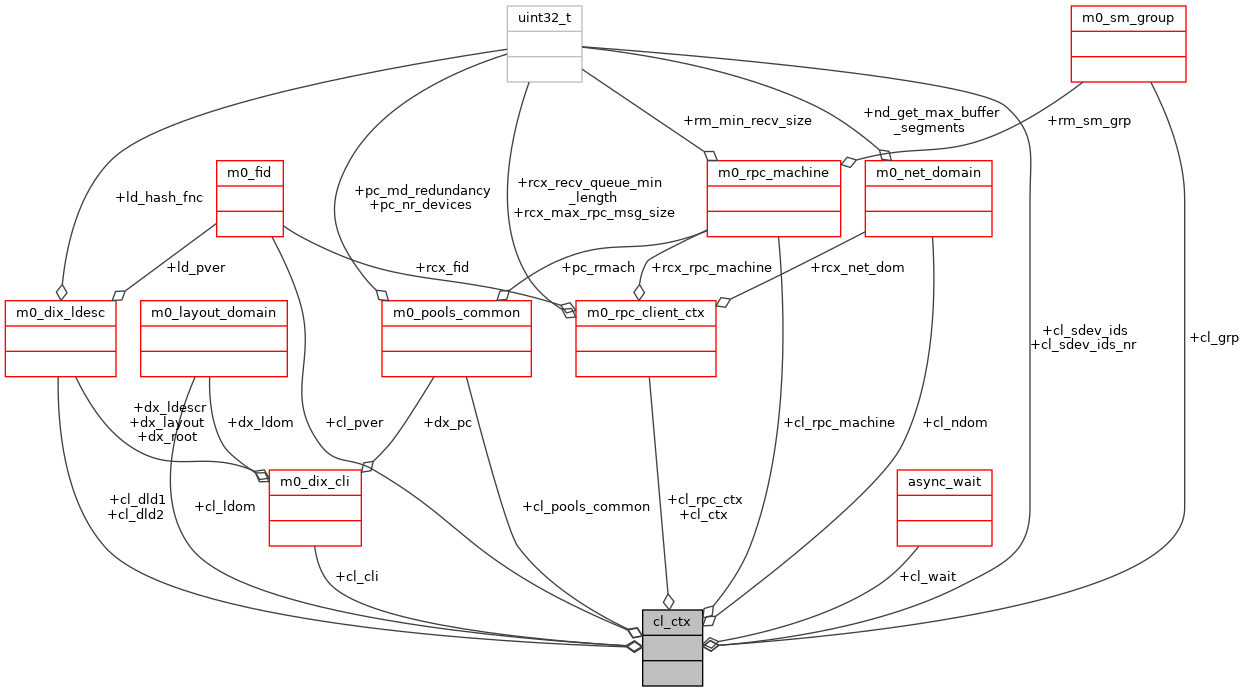 uint32_t
m0_sm_group
+nd_get_max_buffer
_segments
+rm_min_recv_size
+rm_sm_grp
m0_fid
m0_rpc_machine
m0_net_domain
+ld_hash_fnc
+pc_md_redundancy
+pc_nr_devices
+rcx_recv_queue_min
_length
+rcx_max_rpc_msg_size
+ld_pver
+rcx_fid
+pc_rmach
+rcx_rpc_machine
+rcx_net_dom
m0_dix_ldesc
m0_layout_domain
m0_pools_common
m0_rpc_client_ctx
+cl_sdev_ids
+cl_sdev_ids_nr
+cl_grp
+dx_ldescr
+dx_layout
+dx_root
+dx_ldom
+cl_pver
+dx_pc
+cl_rpc_machine
+cl_ndom
m0_dix_cli
async_wait
+cl_dld1
+cl_dld2
+cl_ldom
+cl_pools_common
+cl_rpc_ctx
+cl_ctx
+cl_cli
+cl_wait
cl_ctx